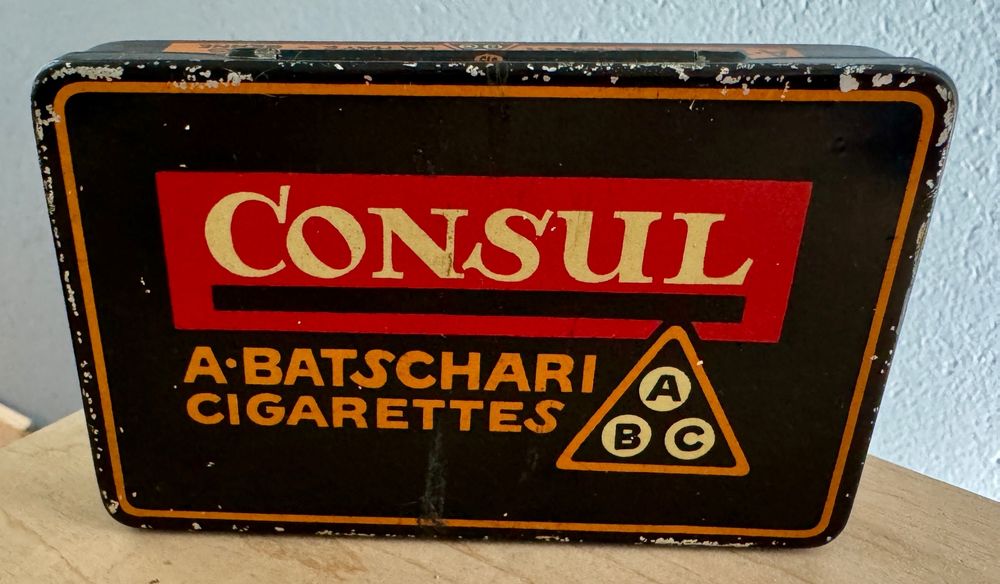 CONSUL
A·BATSCHARI
CIGARETTES
A
B C